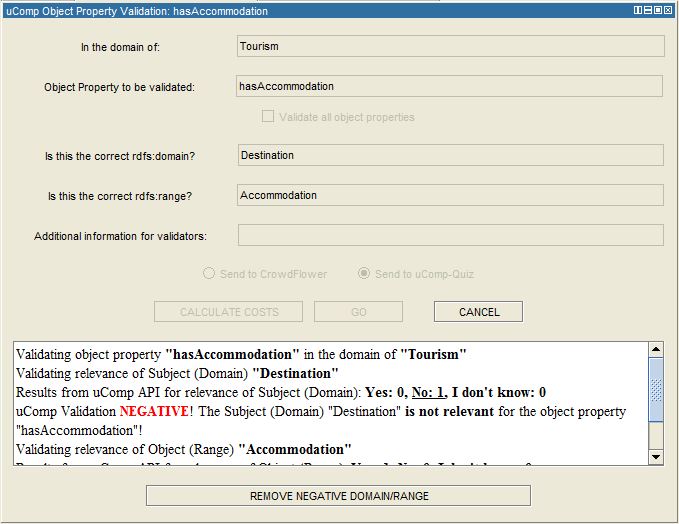 uComp Object Property Validation: hasAccommodation
In the domain of:
Tourism
Object Property to be validated:
hasAccommodation
Validate all object properties
Is this the correct rdfs:domain?
Destination
Is this the correct rdfs:range?
Accommodation
Additional information for validators:
Send to CrowdFlower
Send to uComp-Quiz
CALCULATE COSTS
GO
CANCEL
Validating object property "hasAccommodation" in the domain of "Tourism"
Validating relevance of Subject (Domain) "Destination"
Results from uComp API for relevance of Subject (Domain): Yes: 0, No: 1, I don't know: 0
uComp Validation NEGATIVE! The Subject (Domain) "Destination" is not relevant for the object property
"hasAccommodation"!
Validating relevance of Object (Range) "Accommodation"
REMOVE NEGATIVE DOMAIN/RANGE